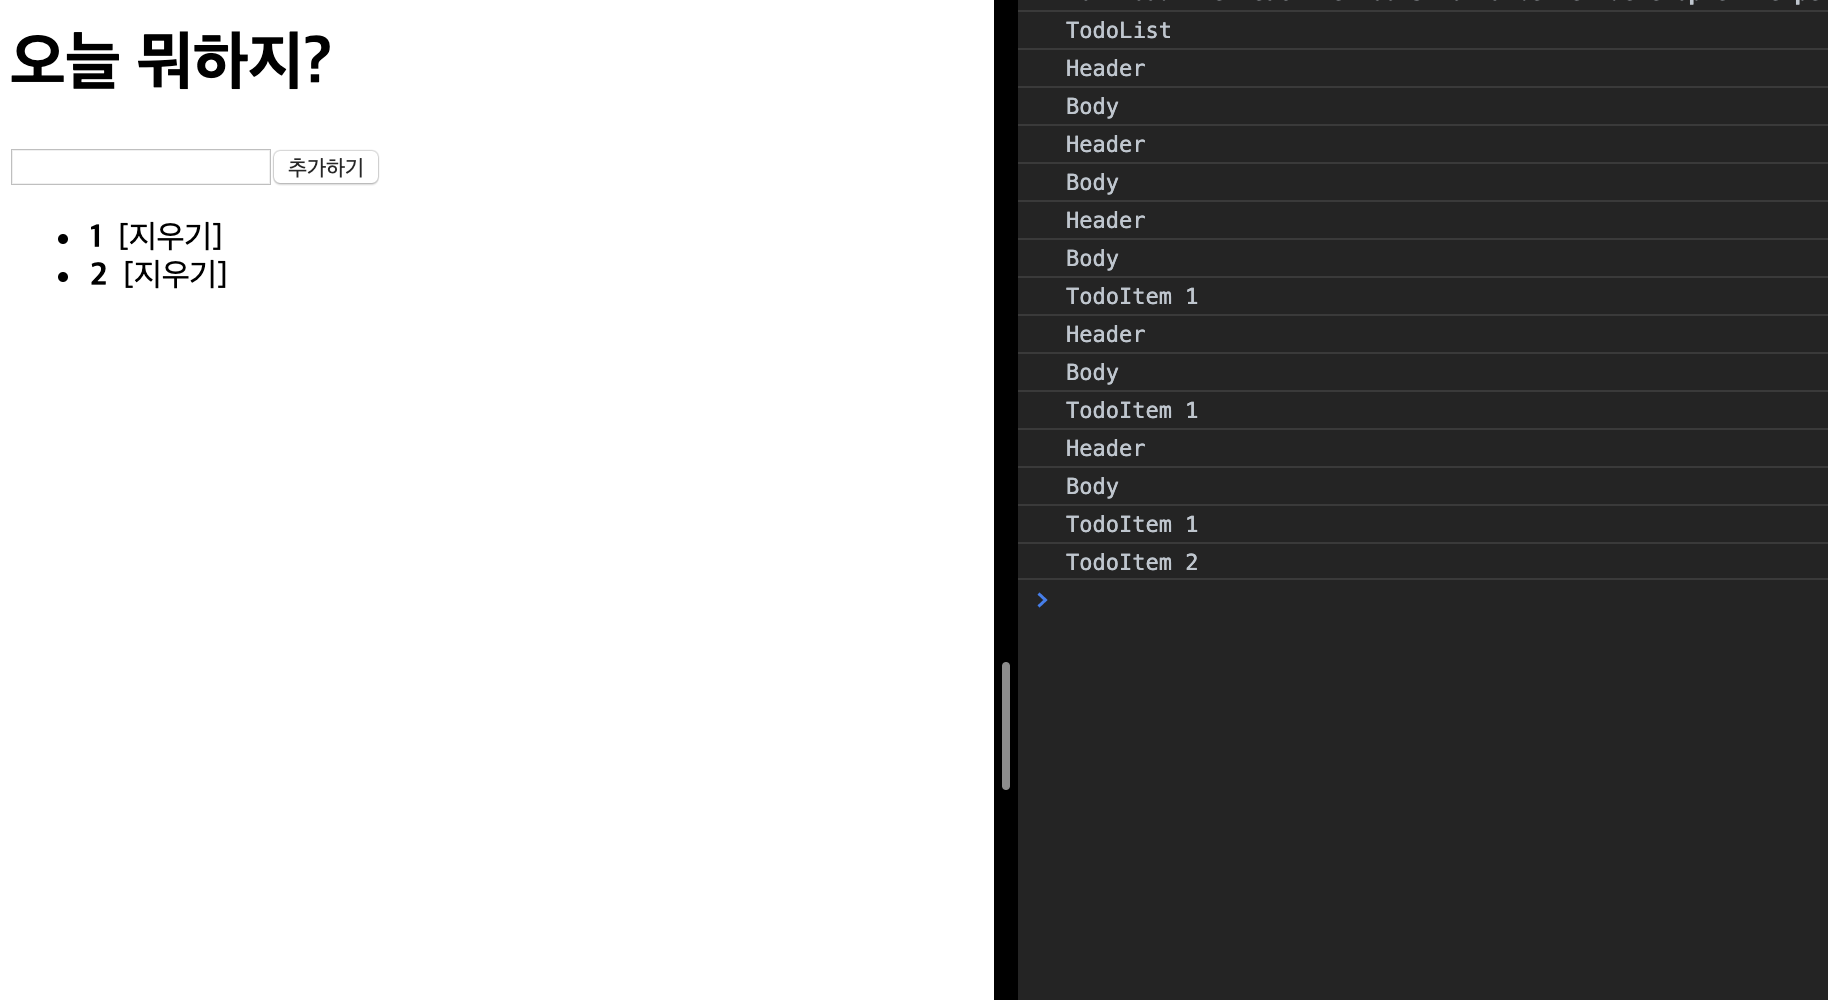 오늘 뭐하지?
추가하기
• 1 [지우기]
• 2 [지우기]
TodoList
Header
Body
Header
Body
Header
Body
TodoItem 1
Header
Body
TodoItem 1
Header
Body
TodoItem 1
TodoItem 2
>